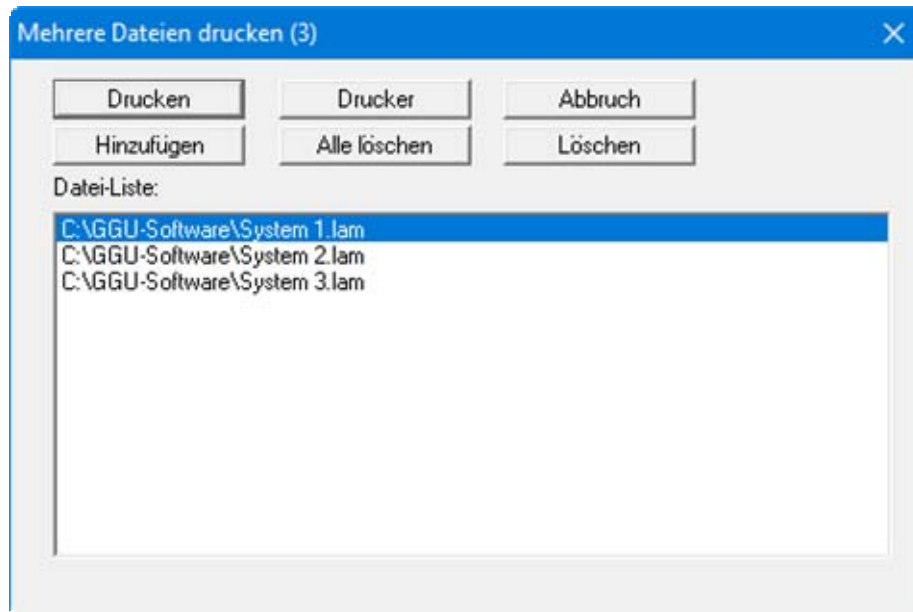 Mehrere Dateien drucken (3)
Drucken Drucker Abbruch
Hinzufügen Alle löschen Löschen
Datei-Liste:
C:\GGU-Software\System 1.lam
C:\GGU-Software\System 2.lam
C:\GGU-Software\System 3.lam